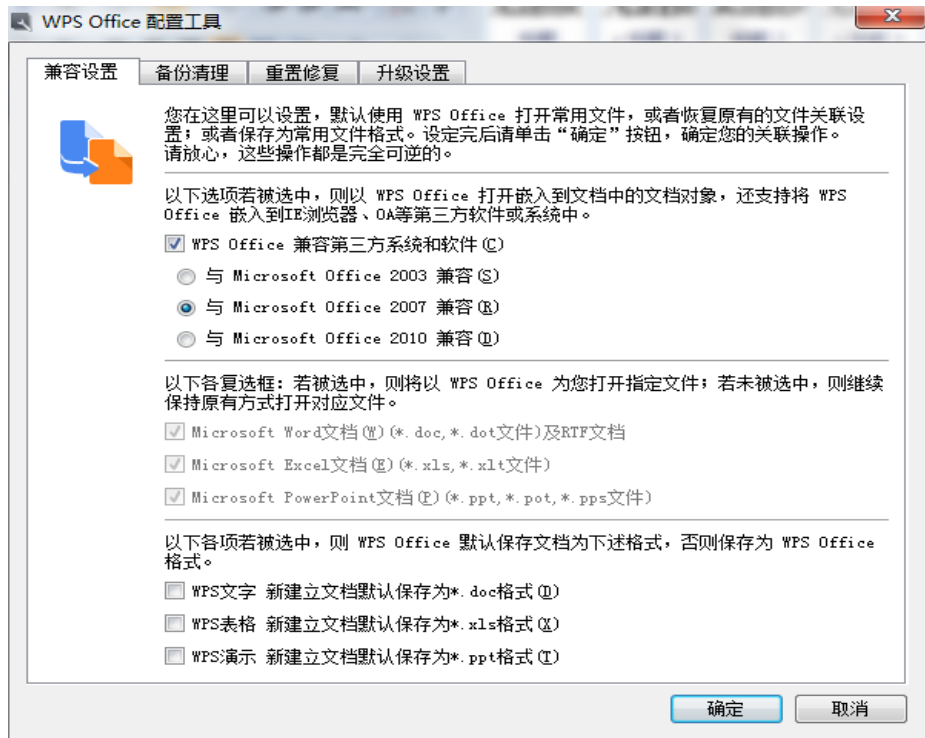 WPS Office 配置工具
兼容设置 备份清理 重置修复 升级设置
您在这里可以设置，默认使用 WPS Office 打开常用文件，或者恢复原有的文件关联设
置；或者保存为常用文件格式。设定完后请单击“确定”按钮，确定您的关联操作。
请放心，这些操作都是完全可逆的。
以下选项若被选中，则以 WPS Office 打开嵌入到文档中的文档对象，还支持将 WPS
Office 嵌入到IE浏览器、OA等第三方软件或系统中。
WPS Office 兼容第三方系统和软件(C)
与 Microsoft Office 2003 兼容(S)
与 Microsoft Office 2007 兼容(R)
与 Microsoft Office 2010 兼容(D)
以下各复选框：若被选中，则将以 WPS Office 为您打开指定文件；若未被选中，则继续
保持原有方式打开对应文件。
Microsoft Word文档(W)(*.doc,*.dot文件)及RTF文档
Microsoft Excel文档(E)(*.xls,*.xlt文件)
Microsoft PowerPoint文档(P)(*.ppt,*.pot,*.pps文件)
以下各项若被选中，则 WPS Office 默认保存文档为下述格式，否则保存为 WPS Office
格式。
WPS文字 新建立文档默认保存为*.doc格式(D)
WPS表格 新建立文档默认保存为*.xls格式(X)
WPS演示 新建立文档默认保存为*.ppt格式(T)
确定 取消